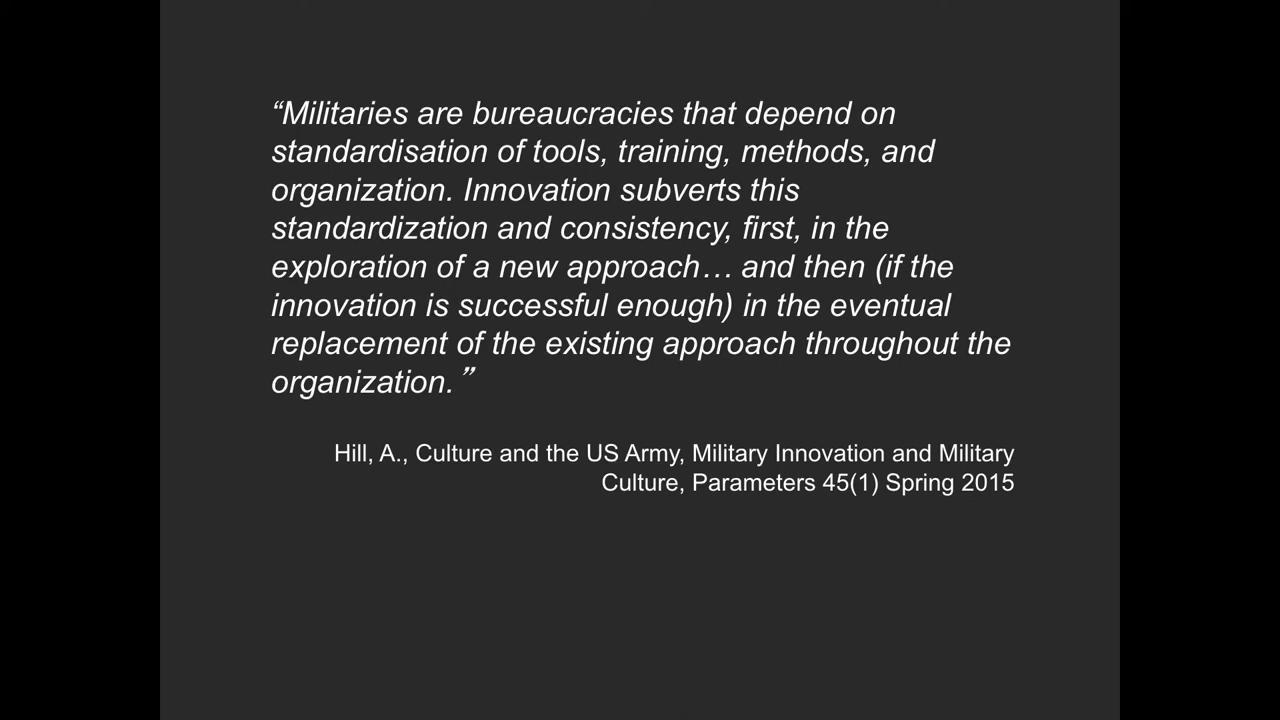 “Militaries are bureaucracies that depend on
standardisation of tools, training, methods, and
organization. Innovation subverts this
standardization and consistency, first, in the
exploration of a new approach… and then (if the
innovation is successful enough) in the eventual
replacement of the existing approach throughout the
organization.”
Hill, A., Culture and the US Army, Military Innovation and Military
Culture, Parameters 45(1) Spring 2015